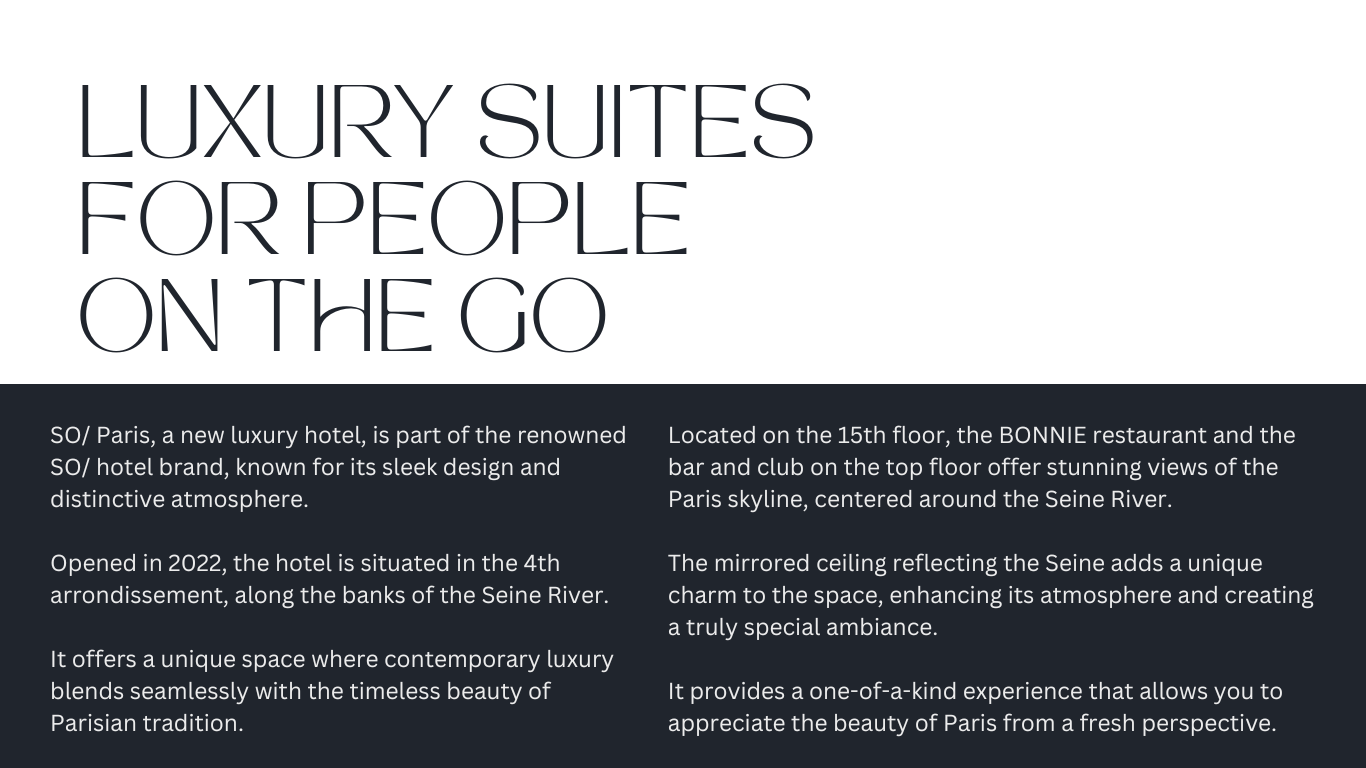 LUXURY SUITES
FOR PEOPLE
ON THE GO
SO/ Paris, a new luxury hotel, is part of the renowned
SO/ hotel brand, known for its sleek design and
distinctive atmosphere.
Opened in 2022, the hotel is situated in the 4th
arrondissement, along the banks of the Seine River.
It offers a unique space where contemporary luxury
blends seamlessly with the timeless beauty of
Parisian tradition.
Located on the 15th floor, the BONNIE restaurant and the
bar and club on the top floor offer stunning views of the
Paris skyline, centered around the Seine River.
The mirrored ceiling reflecting the Seine adds a unique
charm to the space, enhancing its atmosphere and creating
a truly special ambiance.
It provides a one-of-a-kind experience that allows you to
appreciate the beauty of Paris from a fresh perspective.